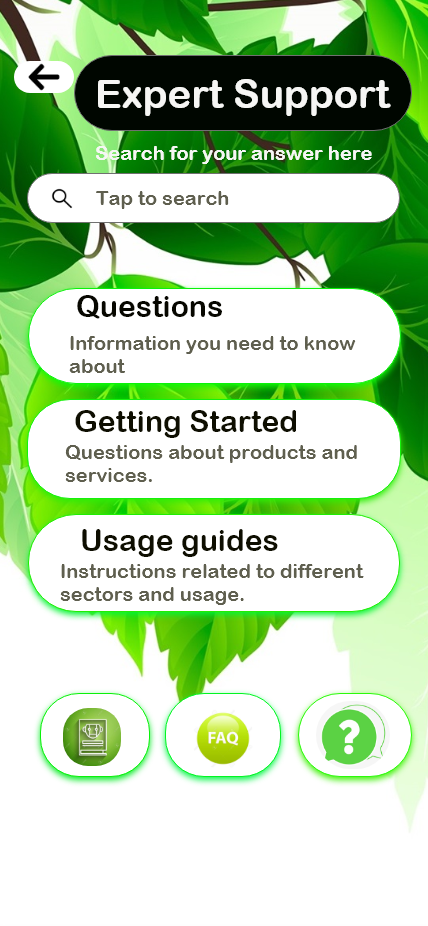 Expert Support
Search for your answer here
Tap to search
Questions
Information you need to know
about
Getting Started
Questions about products and
services.
Usage guides
Instructions related to different
sectors and usage.
FAQ
?